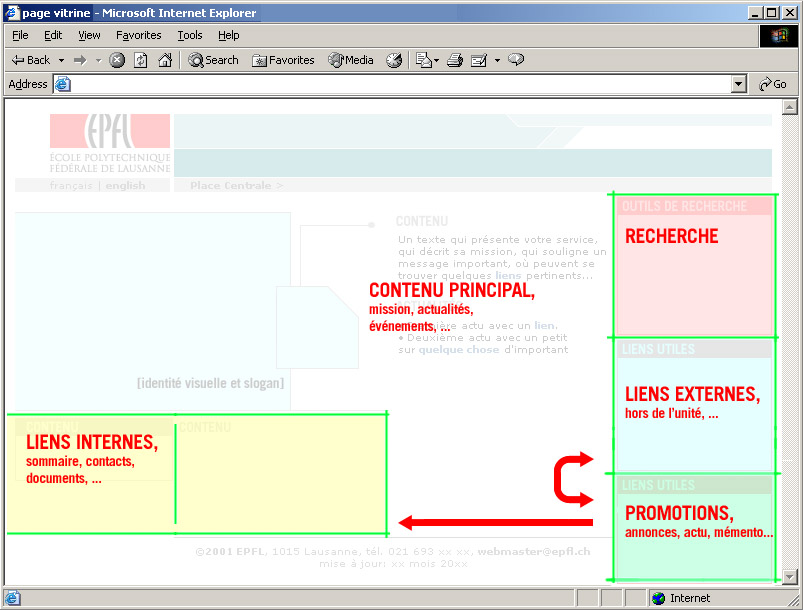 page vitrine - Microsoft Internet Explorer
File Edit View Favorites Tools Help
Back Search Favorites Media
Address Go
EPFL
ÉCOLE POLYTECHNIQUE
FÉDÉRALE DE LAUSANNE
français | english Place Centrale >
OUTILS DE RECHERCHE
RECHERCHE
CONTENU
Un texte qui présente votre service,
qui décrit sa mission, qui souligne un
message important, où peuvent se
trouver quelques liens pertinents...
CONTENU PRINCIPAL,
mission, actualités,
événements, ...
actu avec un lien.
• Deuxième actu avec un petit
sur quelque chose d'important
[identité visuelle et slogan]
LIENS UTILES
LIENS EXTERNES,
hors de l'unité, ...
CONTENU CONTENU
LIENS INTERNES,
sommaire, contacts,
documents, ...
LIENS UTILES
PROMOTIONS,
annonces, actu, mémento...
©2001 EPFL, 1015 Lausanne, tél. 021 693 xx xx, webmaster@epfl.ch
mise à jour: xx mois 20xx
Internet